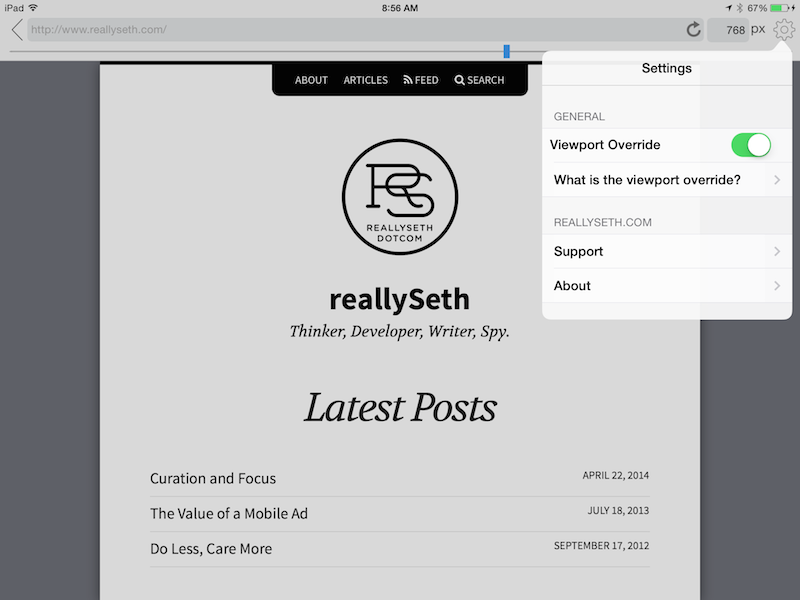 iPad 8:56 AM 67%
http://www.reallyseth.com/ 768 px
Settings
ABOUT ARTICLES FEED SEARCH
GENERAL
Viewport Override
What is the viewport override?
REALLYSETH.COM
Support
About
RS
REALLYSETH
DOTCOM
reallySeth
Thinker, Developer, Writer, Spy.
Latest Posts
Curation and Focus APRIL 22, 2014
The Value of a Mobile Ad JULY 18, 2013
Do Less, Care More SEPTEMBER 17, 2012